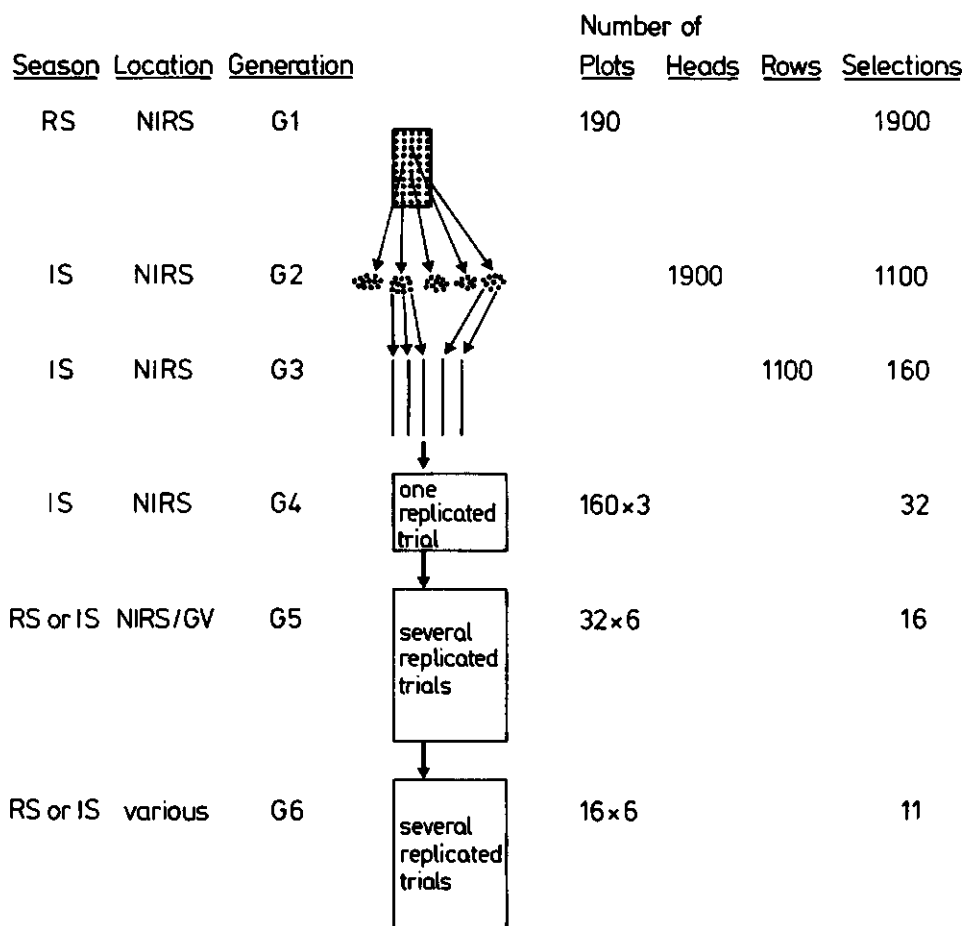 Number of
Season Location Generation Plots Heads Rows Selections
RS NIRS G1 190 1900
IS NIRS G2 1900 1100
IS NIRS G3 1100 160
IS NIRS G4 one replicated trial 160×3 32
RS or IS NIRS/GV G5 several replicated trials 32×6 16
RS or IS various G6 several replicated trials 16×6 11